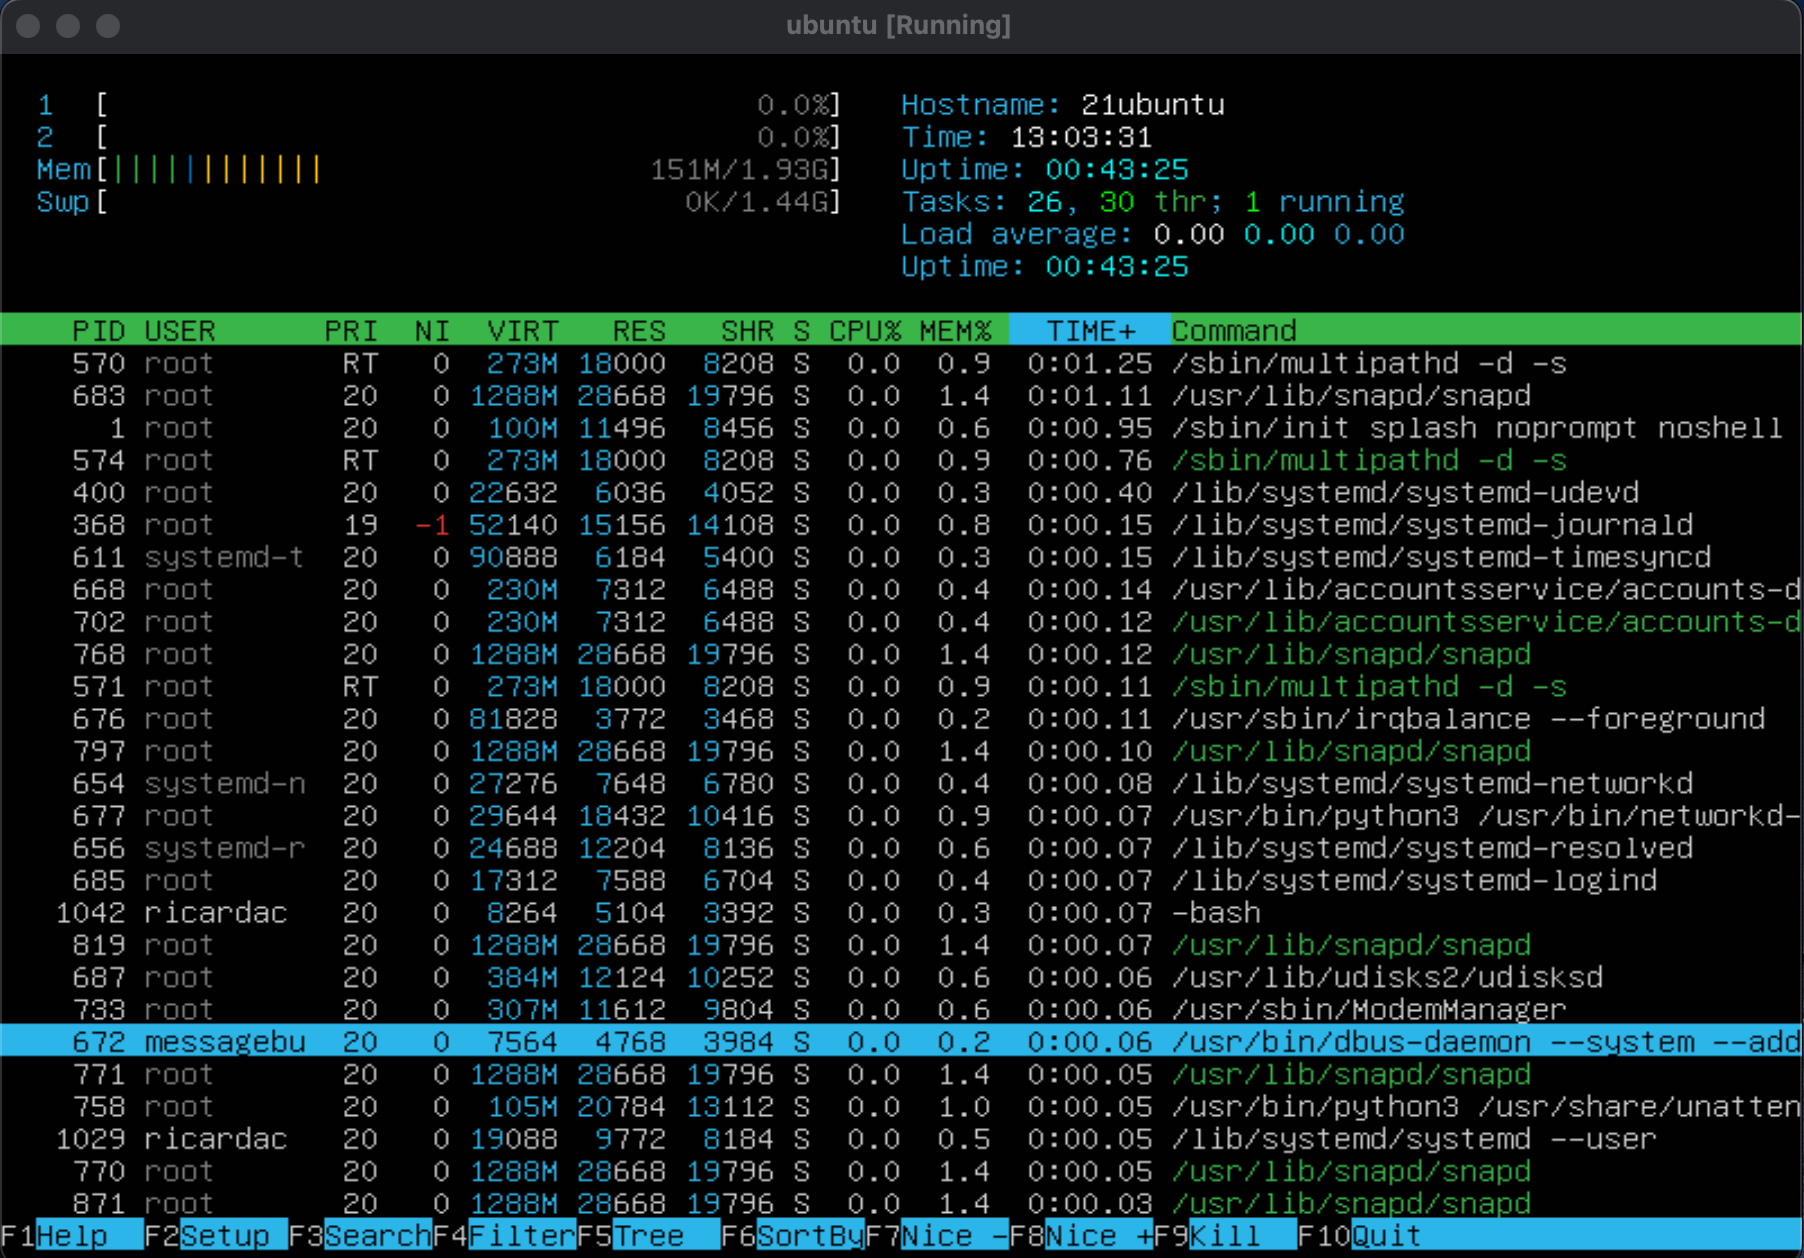 ubuntu [Running]
1 [ 0.0%] Hostname: 21ubuntu
2 [ 0.0%] Time: 13:03:31
Mem[|||||||||||| 151M/1.93G] Uptime: 00:43:25
Swp[ 0K/1.44G] Tasks: 26, 30 thr; 1 running
Load average: 0.00 0.00 0.00
Uptime: 00:43:25
PID USER PRI NI VIRT RES SHR S CPU% MEM% TIME+ Command
570 root RT 0 273M 18000 8208 S 0.0 0.9 0:01.25 /sbin/multipathd -d -s
683 root 20 0 1288M 28668 19796 S 0.0 1.4 0:01.11 /usr/lib/snapd/snapd
1 root 20 0 100M 11496 8456 S 0.0 0.6 0:00.95 /sbin/init splash noprompt noshell
574 root RT 0 273M 18000 8208 S 0.0 0.9 0:00.76 /sbin/multipathd -d -s
400 root 20 0 22632 6036 4052 S 0.0 0.3 0:00.40 /lib/systemd/systemd-udevd
368 root 19 -1 52140 15156 14108 S 0.0 0.8 0:00.15 /lib/systemd/systemd-journald
611 systemd-t 20 0 90888 6184 5400 S 0.0 0.3 0:00.15 /lib/systemd/systemd-timesyncd
668 root 20 0 230M 7312 6488 S 0.0 0.4 0:00.14 /usr/lib/accountsservice/accounts-d
702 root 20 0 230M 7312 6488 S 0.0 0.4 0:00.12 /usr/lib/accountsservice/accounts-d
768 root 20 0 1288M 28668 19796 S 0.0 1.4 0:00.12 /usr/lib/snapd/snapd
571 root RT 0 273M 18000 8208 S 0.0 0.9 0:00.11 /sbin/multipathd -d -s
676 root 20 0 81828 3772 3468 S 0.0 0.2 0:00.11 /usr/sbin/irqbalance --foreground
797 root 20 0 1288M 28668 19796 S 0.0 1.4 0:00.10 /usr/lib/snapd/snapd
654 systemd-n 20 0 27276 7648 6780 S 0.0 0.4 0:00.08 /lib/systemd/systemd-networkd
677 root 20 0 29644 18432 10416 S 0.0 0.9 0:00.07 /usr/bin/python3 /usr/bin/networkd-
656 systemd-r 20 0 24688 12204 8136 S 0.0 0.6 0:00.07 /lib/systemd/systemd-resolved
685 root 20 0 17312 7588 6704 S 0.0 0.4 0:00.07 /lib/systemd/systemd-logind
1042 ricardac 20 0 8264 5104 3392 S 0.0 0.3 0:00.07 -bash
819 root 20 0 1288M 28668 19796 S 0.0 1.4 0:00.07 /usr/lib/snapd/snapd
687 root 20 0 384M 12124 10252 S 0.0 0.6 0:00.06 /usr/lib/udisks2/udisksd
733 root 20 0 307M 11612 9804 S 0.0 0.6 0:00.06 /usr/sbin/ModemManager
672 messagebu 20 0 7564 4768 3984 S 0.0 0.2 0:00.06 /usr/bin/dbus-daemon --system --add
771 root 20 0 1288M 28668 19796 S 0.0 1.4 0:00.05 /usr/lib/snapd/snapd
758 root 20 0 105M 20784 13112 S 0.0 1.0 0:00.05 /usr/bin/python3 /usr/share/unatten
1029 ricardac 20 0 19088 9772 8184 S 0.0 0.5 0:00.05 /lib/systemd/systemd --user
770 root 20 0 1288M 28668 19796 S 0.0 1.4 0:00.05 /usr/lib/snapd/snapd
871 root 20 0 1288M 28668 19796 S 0.0 1.4 0:00.03 /usr/lib/snapd/snapd
F1Help F2Setup F3SearchF4FilterF5Tree F6SortByF7Nice -F8Nice +F9Kill F10Quit